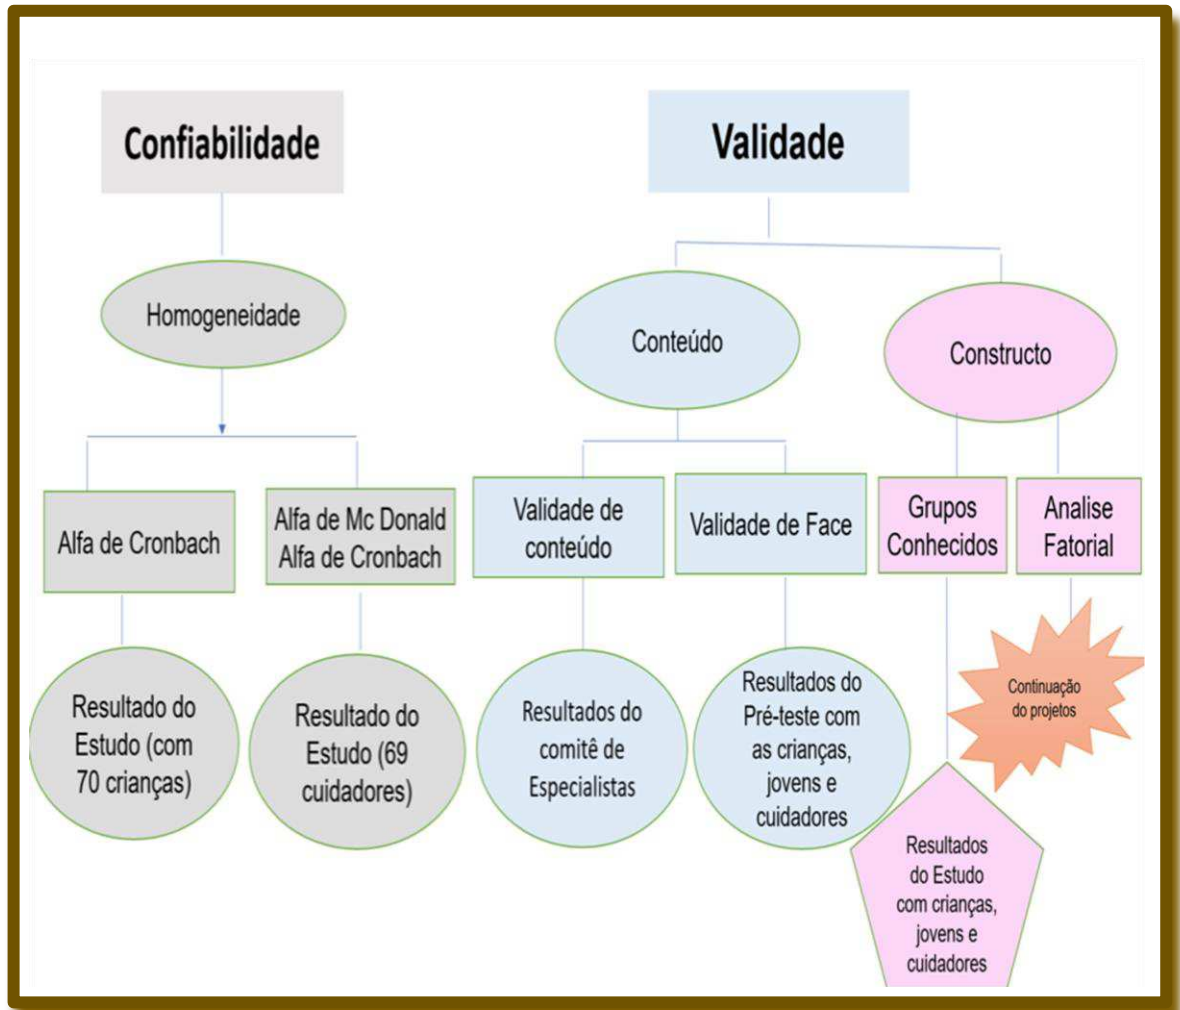 Confiabilidade
Validade
Homogeneidade
Conteúdo
Constructo
Alfa de Cronbach
Alfa de Mc Donald
Alfa de Cronbach
Validade de
conteúdo
Validade de Face
Grupos
Conhecidos
Analise
Fatorial
Resultado do
Estudo (com
70 crianças)
Resultado do
Estudo (69
cuidadores)
Resultados do
comitê de
Especialistas
Resultados do
Pré-teste com
as crianças,
jovens e
cuidadores
Continuação
do projetos
Resultados
do Estudo
com crianças,
jovens e
cuidadores